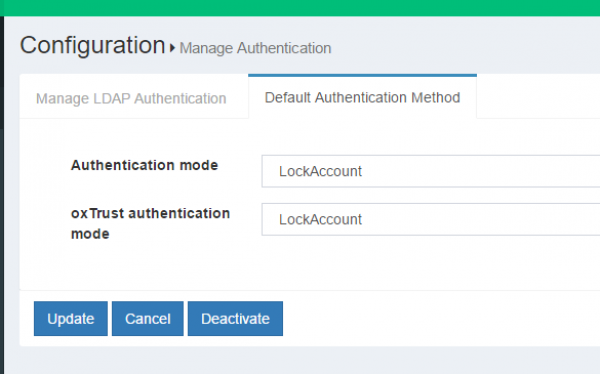 Configuration ▸ Manage Authentication
Manage LDAP Authentication
Default Authentication Method
Authentication mode
LockAccount
oxTrust authentication
mode
LockAccount
Update
Cancel
Deactivate